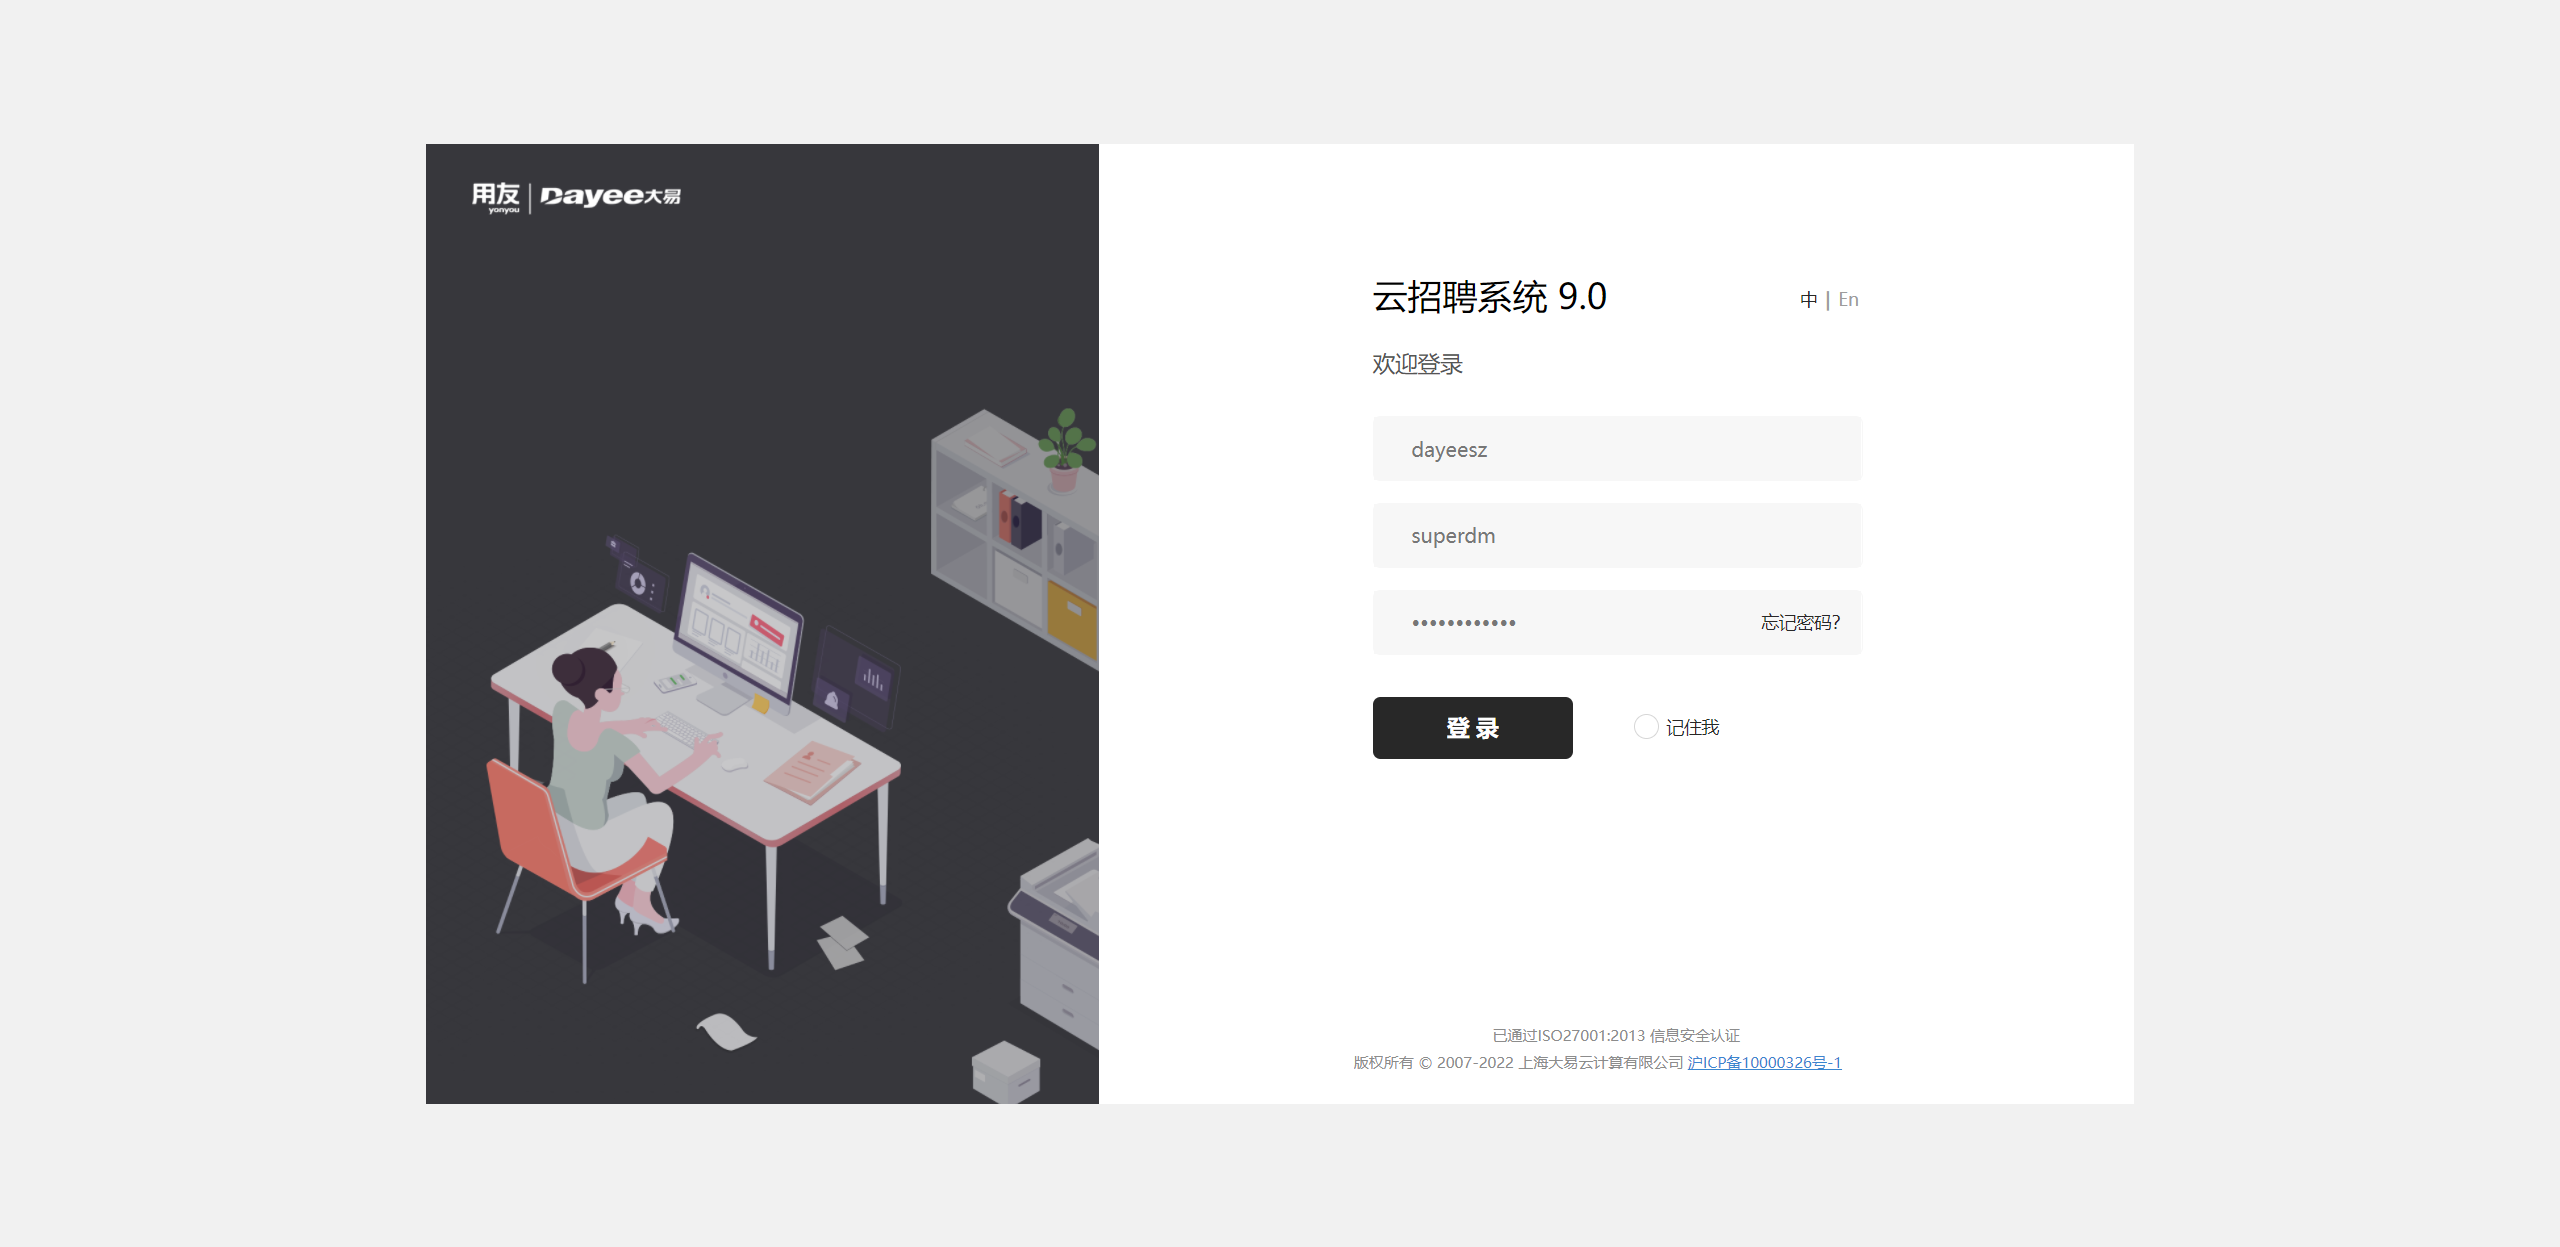 用友 yonyou | Dayee大易
云招聘系统 9.0
中 | En
欢迎登录
dayeesz
superdm
•••••••••••• 忘记密码?
登 录 记住我
已通过ISO27001:2013 信息安全认证
版权所有 © 2007-2022 上海大易云计算有限公司 沪ICP备10000326号-1